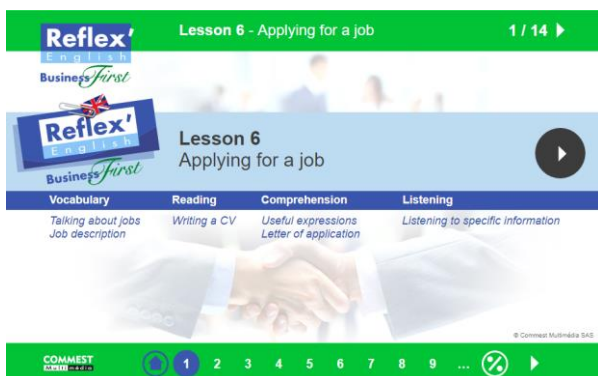 Reflex'
English
Business First
Lesson 6 - Applying for a job
1 / 14
Reflex'
English
Business First
Lesson 6
Applying for a job
Vocabulary
Talking about jobs
Job description
Reading
Writing a CV
Comprehension
Useful expressions
Letter of application
Listening
Listening to specific information
© Commest Multimédia SAS
COMMEST
Multimédia
1 2 3 4 5 6 7 8 9 ...